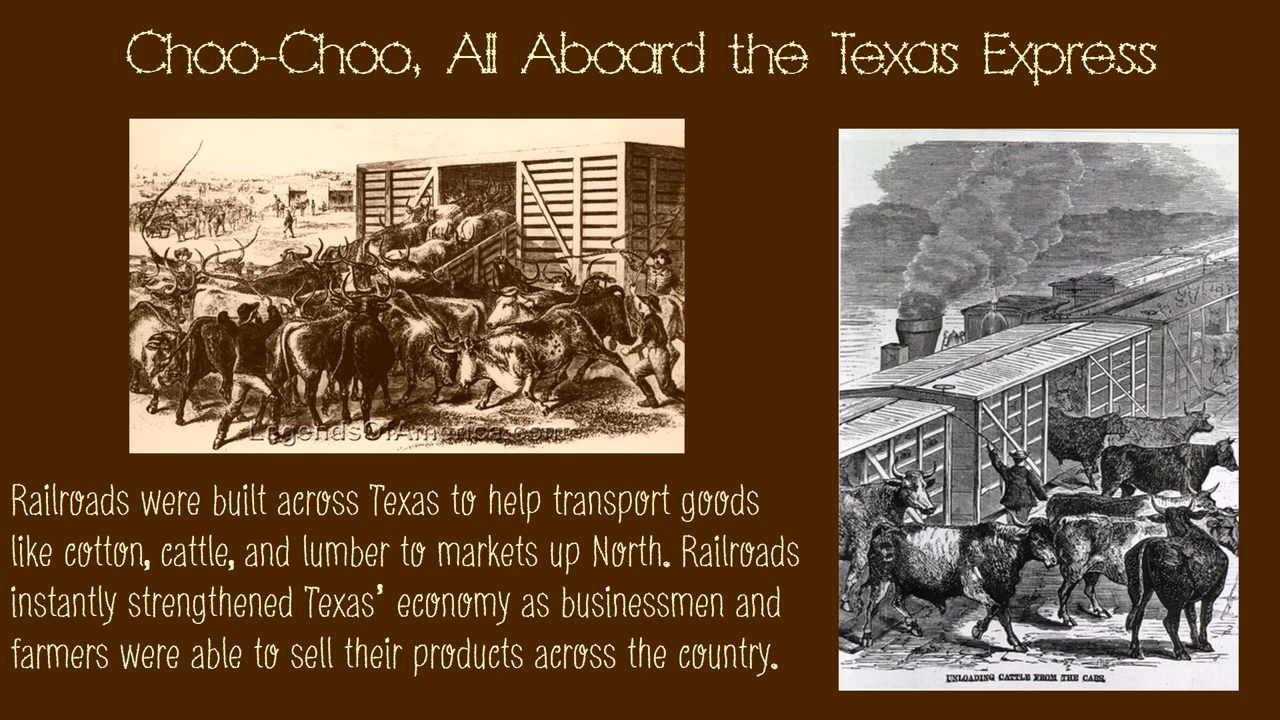 Choo-Choo, All Aboard the Texas Express
LegendsOfAmerica.com
Railroads were built across Texas to help transport goods
like cotton, cattle, and lumber to markets up North. Railroads
instantly strengthened Texas’ economy as businessmen and
farmers were able to sell their products across the country.
UNLOADING CATTLE FROM THE CARS.